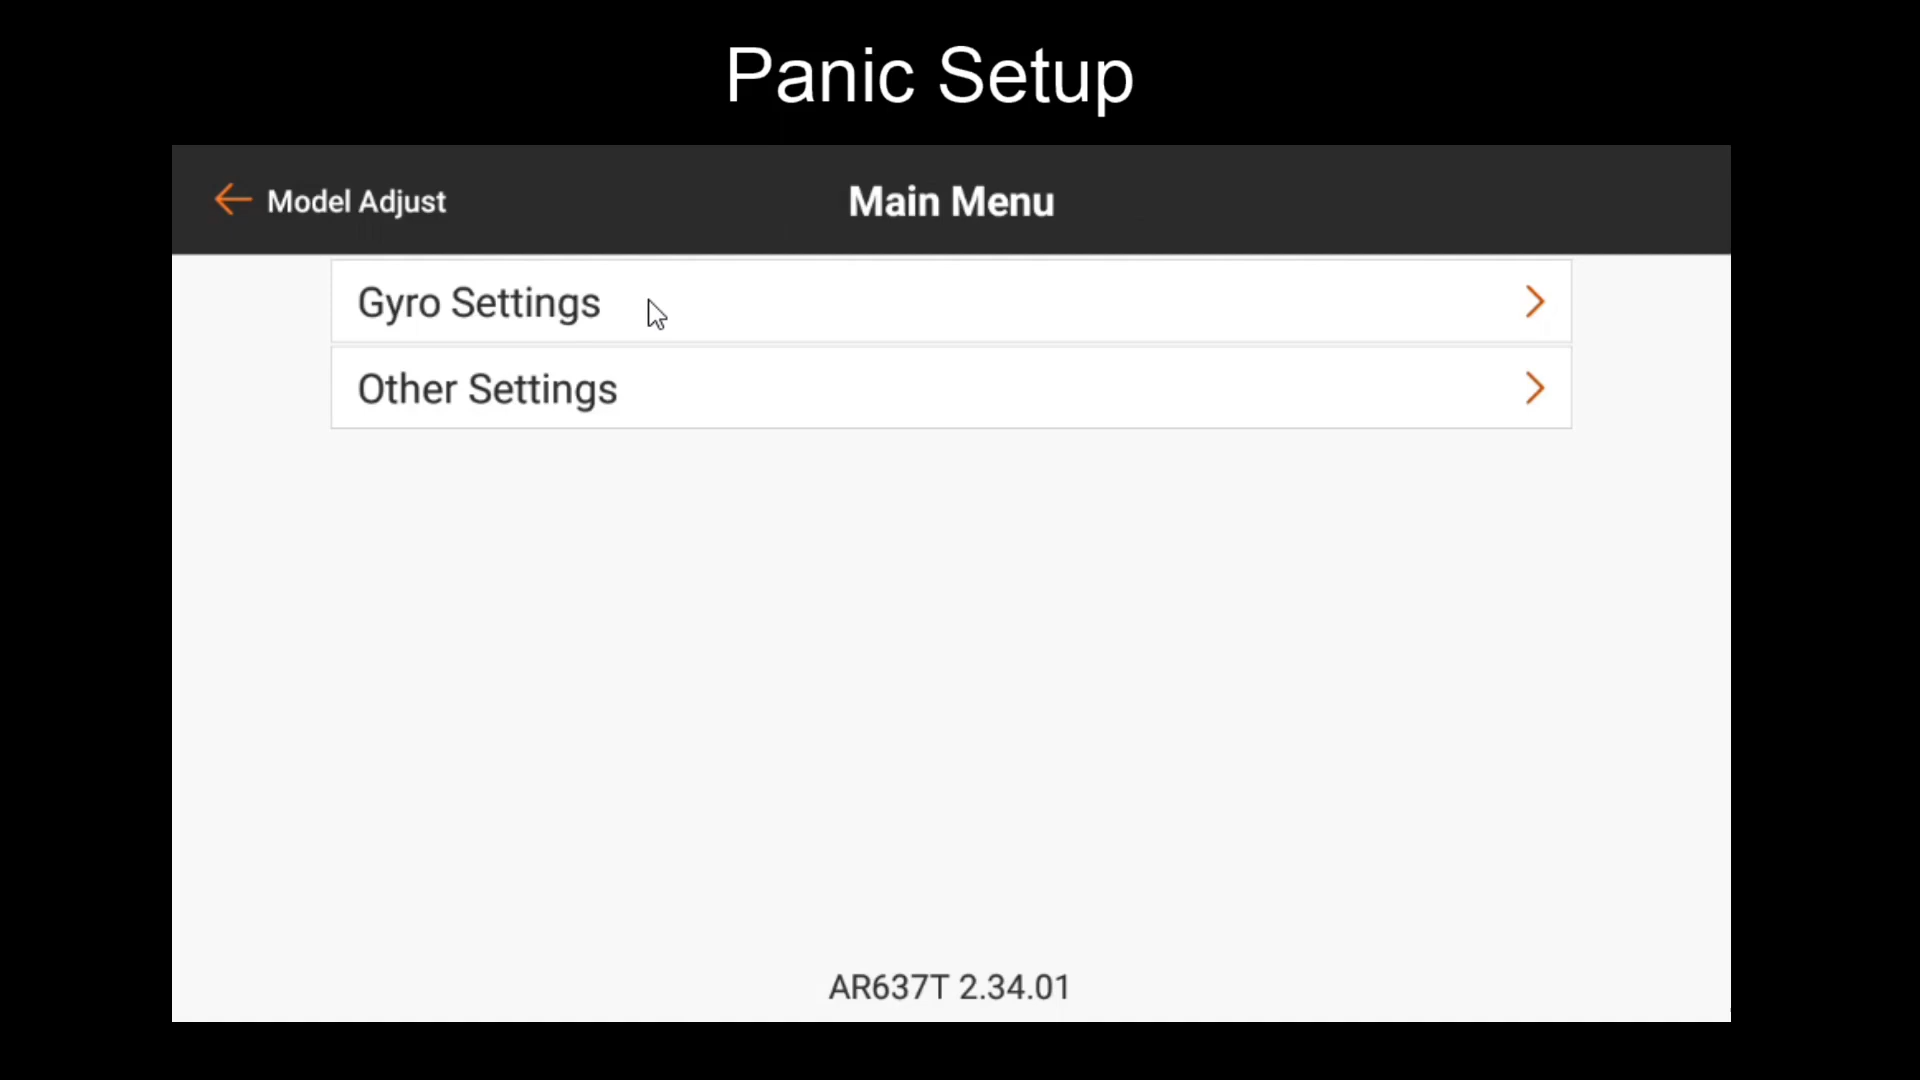 Panic Setup
Model Adjust
Main Menu
Gyro Settings
Other Settings
AR637T 2.34.01